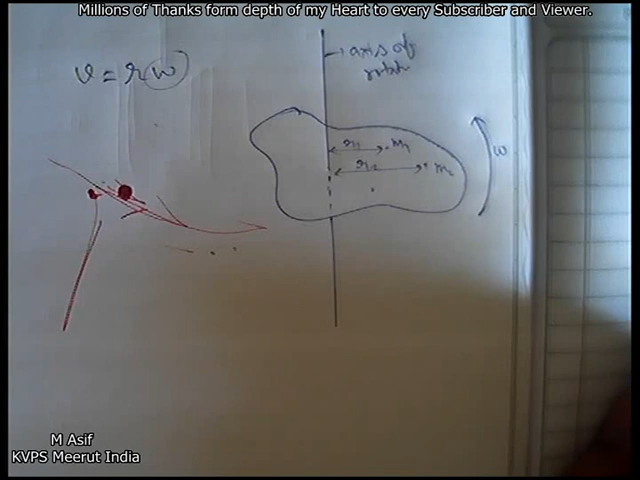 Millions of Thanks form depth of my Heart to every Subscriber and Viewer.
v = rω
axis of
r₁ m₁
r₂ m₂
ω
M Asif
KVPS Meerut India